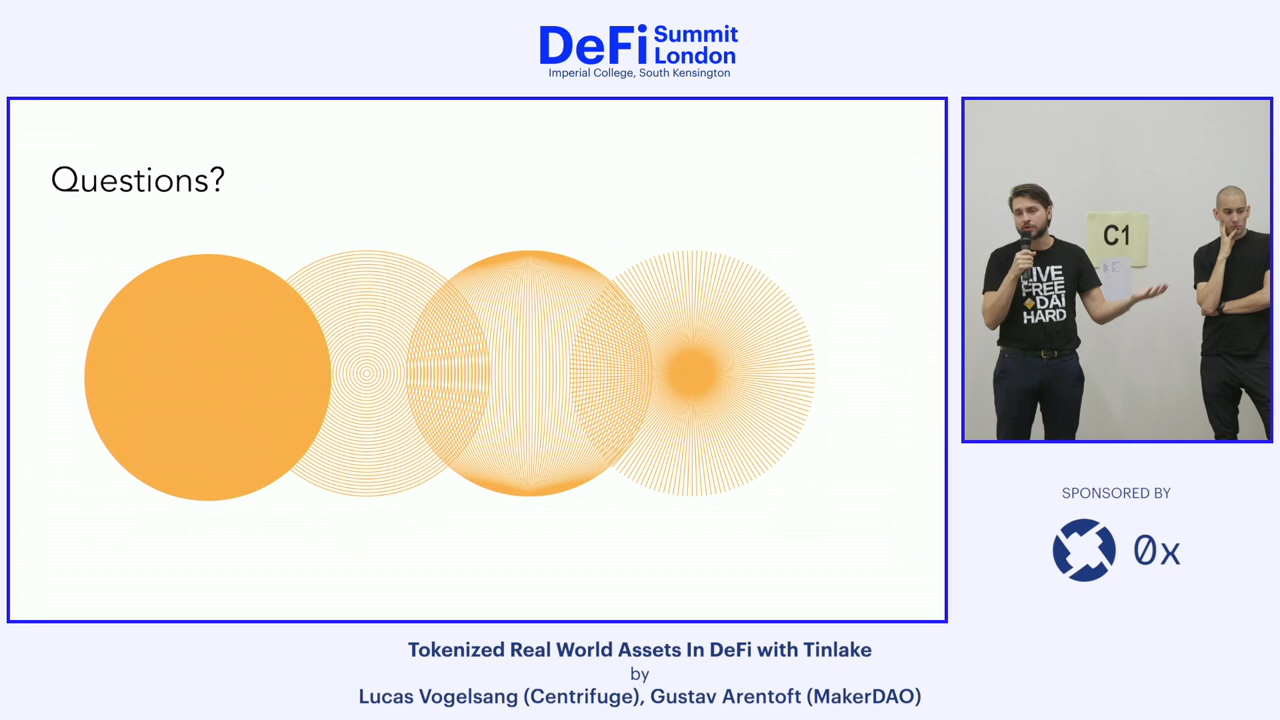 DeFi Summit
London
Imperial College, South Kensington
Questions?
C1
LIVE
FREE
DAI
HARD
SPONSORED BY
0x
Tokenized Real World Assets In DeFi with Tinlake
by
Lucas Vogelsang (Centrifuge), Gustav Arentoft (MakerDAO)